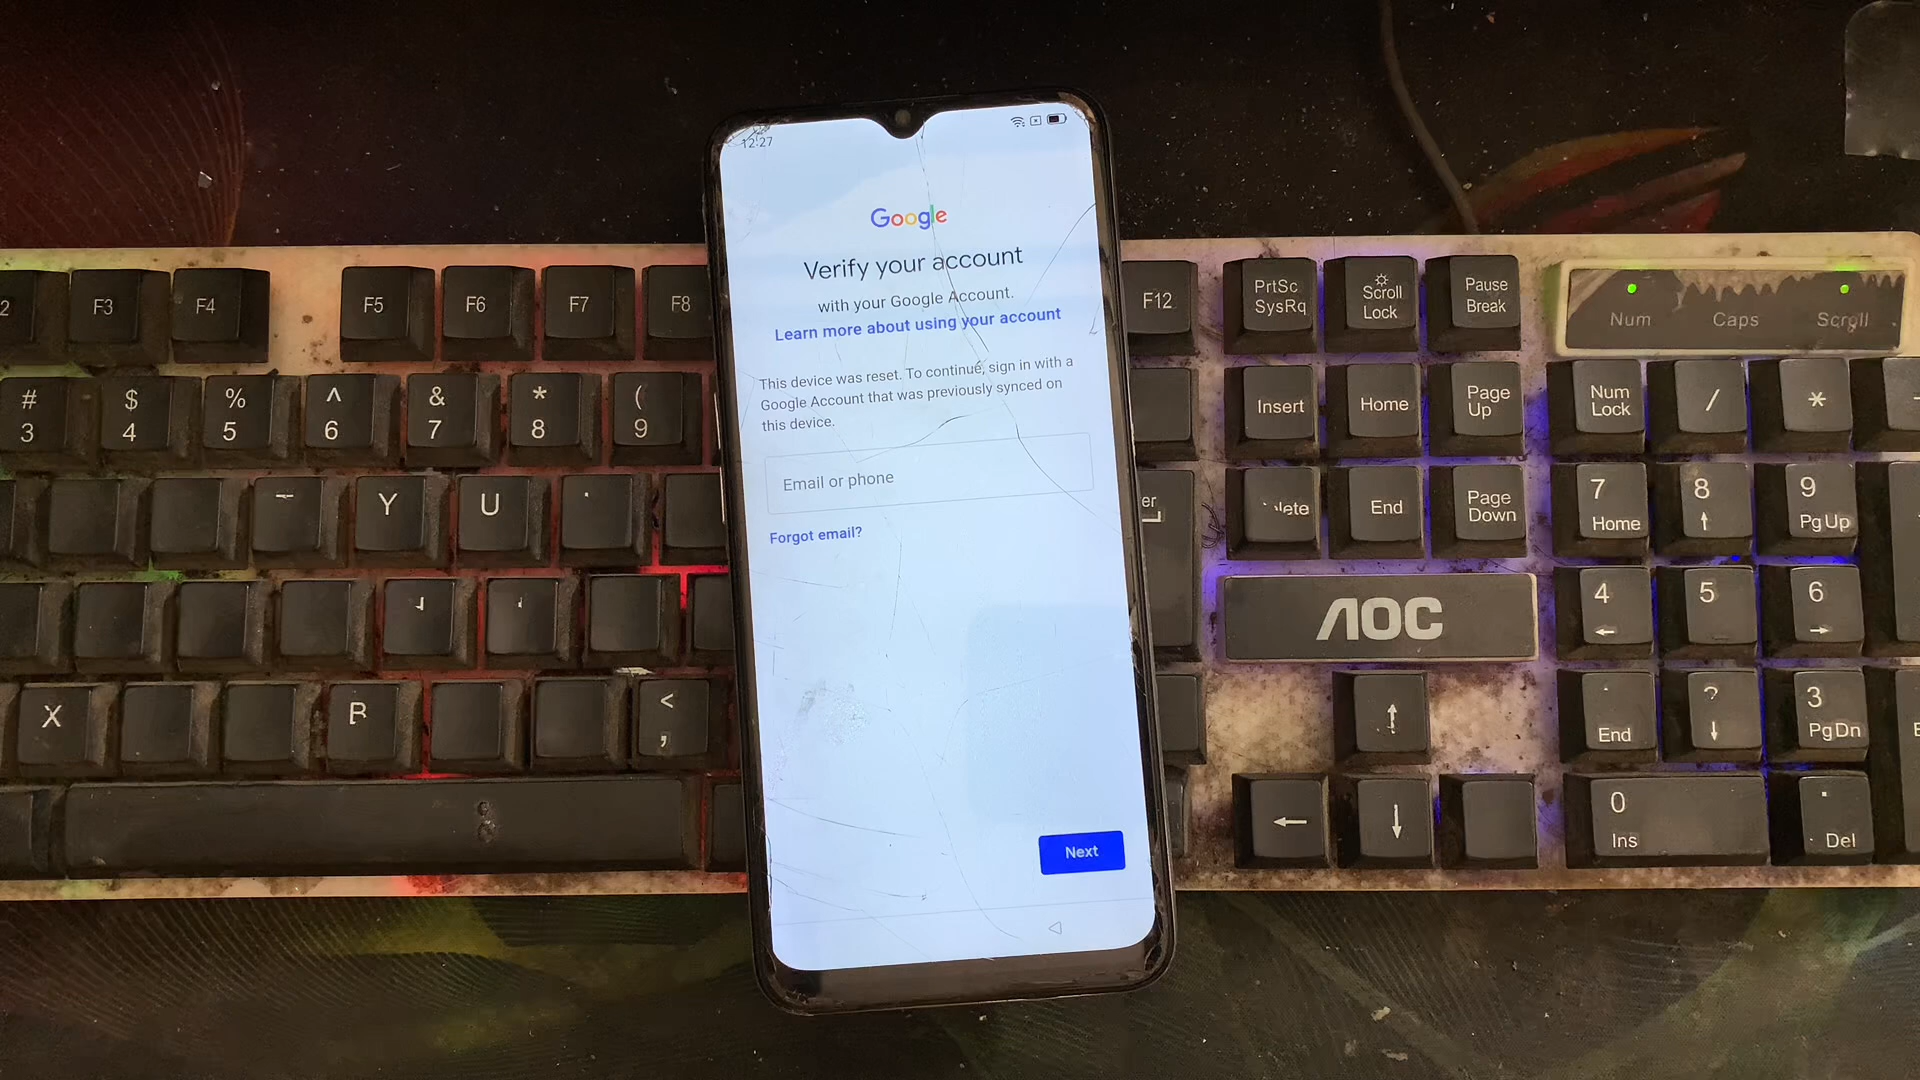 12:27
Google
Verify your account
with your Google Account.
Learn more about using your account
This device was reset. To continue, sign in with a
Google Account that was previously synced on
this device.
Email or phone
Forgot email?
Next
2
F3
F4
F5
F6
F7
F8
F12
PrtSc
SysRq
Scroll
Lock
Pause
Break
Num
Caps
Scroll
#
3
$
4
%
5
^
6
&
7
*
8
(
9
Insert
Home
Page
Up
Num
Lock
/
*
Y
U
End
Page
Down
7
Home
8
↑
9
PgUp
AOC
4
←
5
6
→
X
<
,
↑
End
?
↓
3
PgDn
←
↓
0
Ins
.
Del